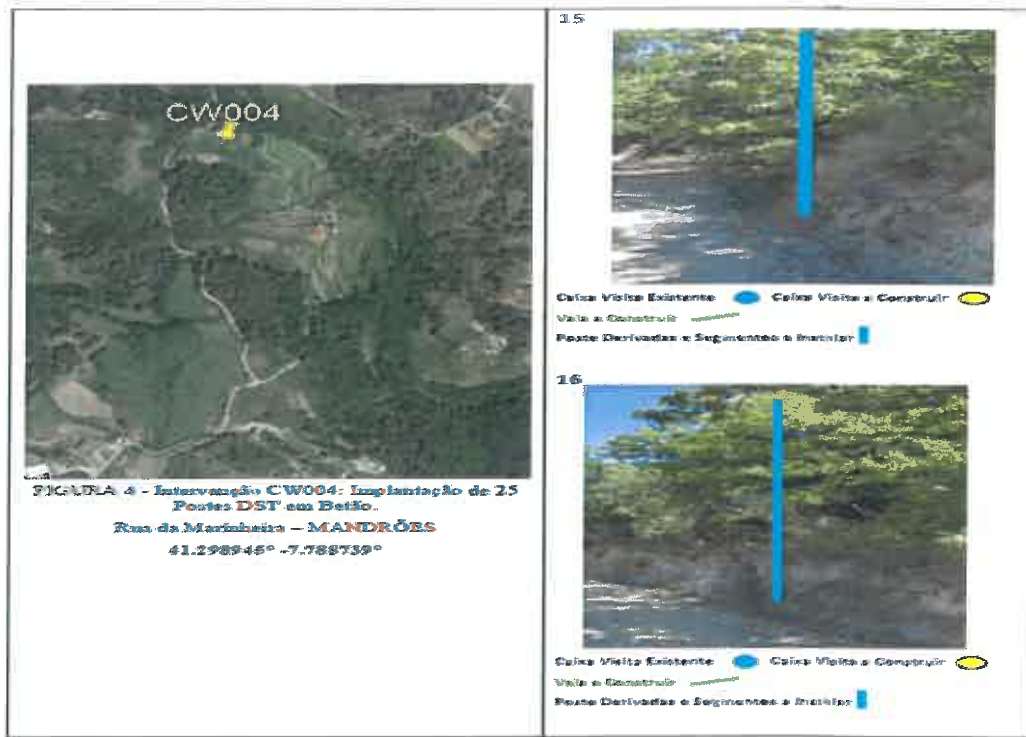 CW004
FIGURA 4 - Intervenção CW004: Implantação de 25
Postes DST em Betão.
Rua da Marinheira – MANDRÕES
41.298945° -7.788739°
15
Caixa Visita Existente Caixa Visita a Construir
Vala a Construir
Poste Derivadas e Segmentos a Instalar
16
Caixa Visita Existente Caixa Visita a Construir
Vala a Construir
Poste Derivadas e Segmentos a Instalar